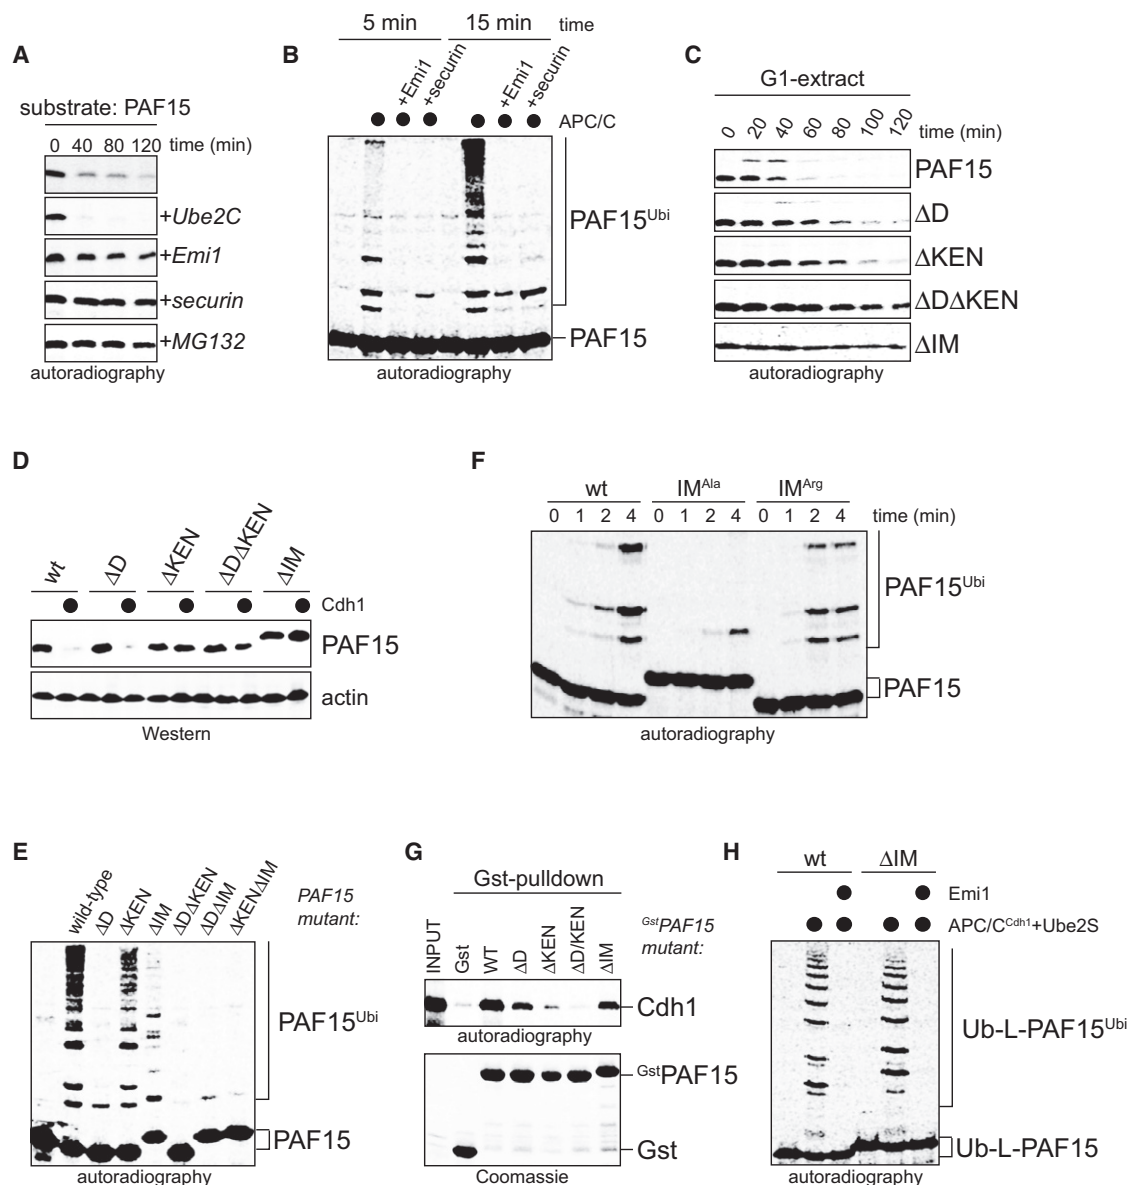 A
substrate: PAF15
0 40 80 120 time (min)
+Ube2C
+Emi1
+securin
+MG132
autoradiography
B
5 min 15 min time
+Emi1 +securin +Emi1 +securin
APC/C
PAF15Ubi
PAF15
autoradiography
C
G1-extract
0 20 40 60 80 100 120 time (min)
PAF15
ΔD
ΔKEN
ΔDΔKEN
ΔIM
autoradiography
D
wt ΔD ΔKEN ΔDΔKEN ΔIM
Cdh1
PAF15
actin
Western
F
wt IMAla IMArg
0 1 2 4 0 1 2 4 0 1 2 4 time (min)
PAF15Ubi
PAF15
autoradiography
E
wild-type ΔD ΔKEN ΔIM ΔDΔKEN ΔDΔIM ΔKENΔIM
PAF15
mutant:
PAF15Ubi
PAF15
autoradiography
G
Gst-pulldown
INPUT Gst WT ΔD ΔKEN ΔD/KEN ΔIM
GstPAF15
mutant:
Cdh1
autoradiography
GstPAF15
Gst
Coomassie
H
wt ΔIM
Emi1
APC/CCdh1+Ube2S
Ub-L-PAF15Ubi
Ub-L-PAF15
autoradiography